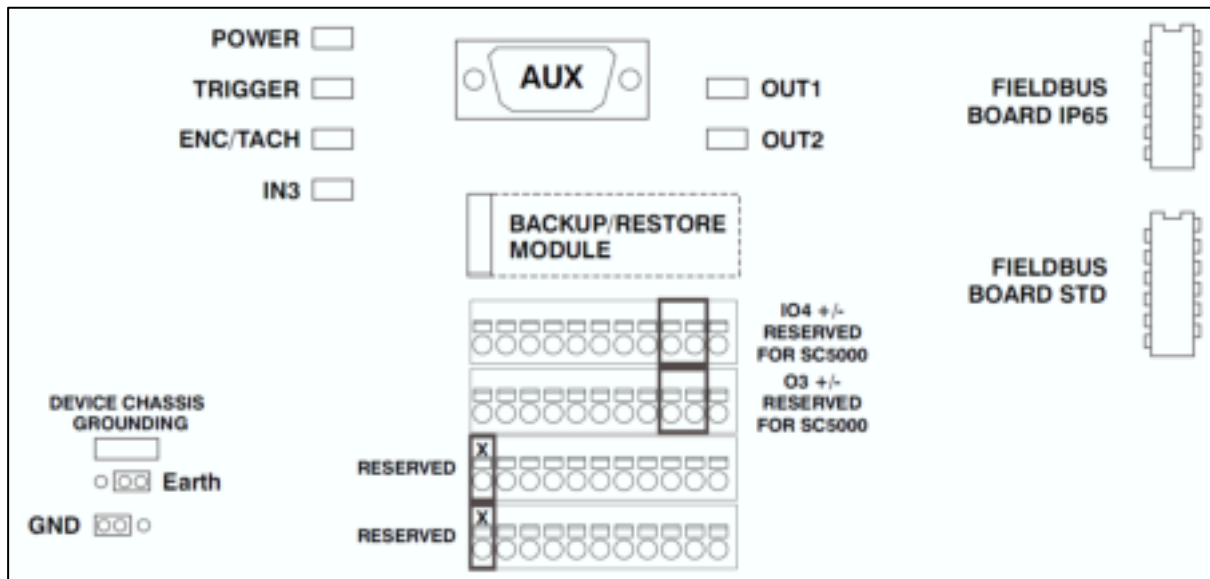 POWER
TRIGGER
ENC/TACH
IN3
AUX
OUT1
OUT2
FIELDBUS
BOARD IP65
BACKUP/RESTORE
MODULE
FIELDBUS
BOARD STD
IO4 +/-
RESERVED
FOR SC5000
O3 +/-
RESERVED
FOR SC5000
DEVICE CHASSIS
GROUNDING
Earth
GND
X
RESERVED
X
RESERVED